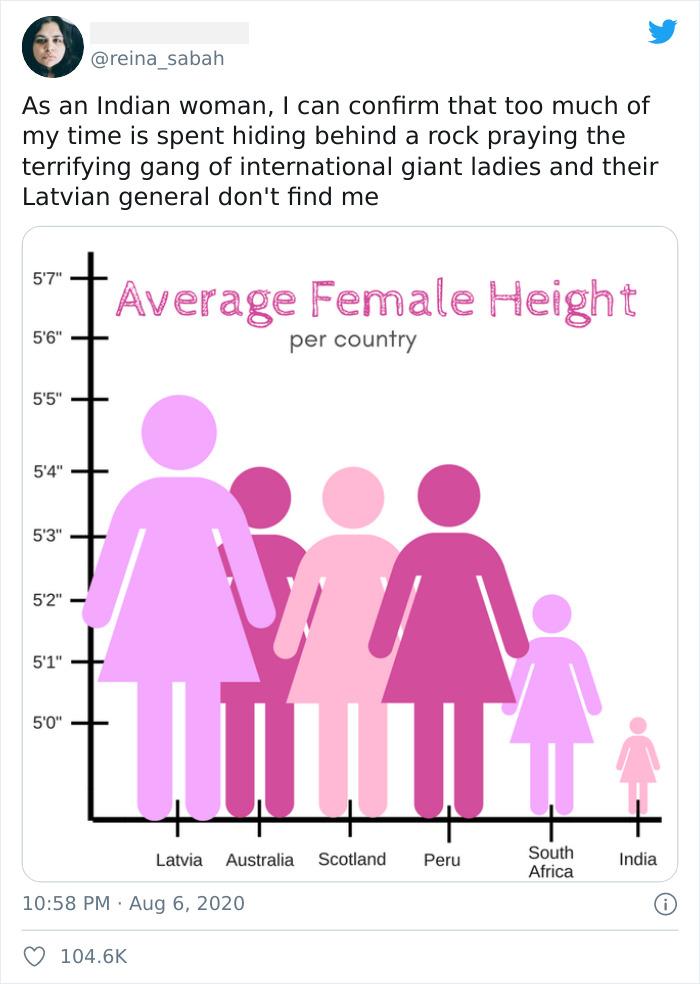 @reina_sabah
As an Indian woman, I can confirm that too much of
my time is spent hiding behind a rock praying the
terrifying gang of international giant ladies and their
Latvian general don't find me
Average Female Height
per country
5'7"
5'6"
5'5"
5'4"
5'3"
5'2"
5'1"
5'0"
Latvia Australia Scotland Peru South Africa India
10:58 PM · Aug 6, 2020
104.6K